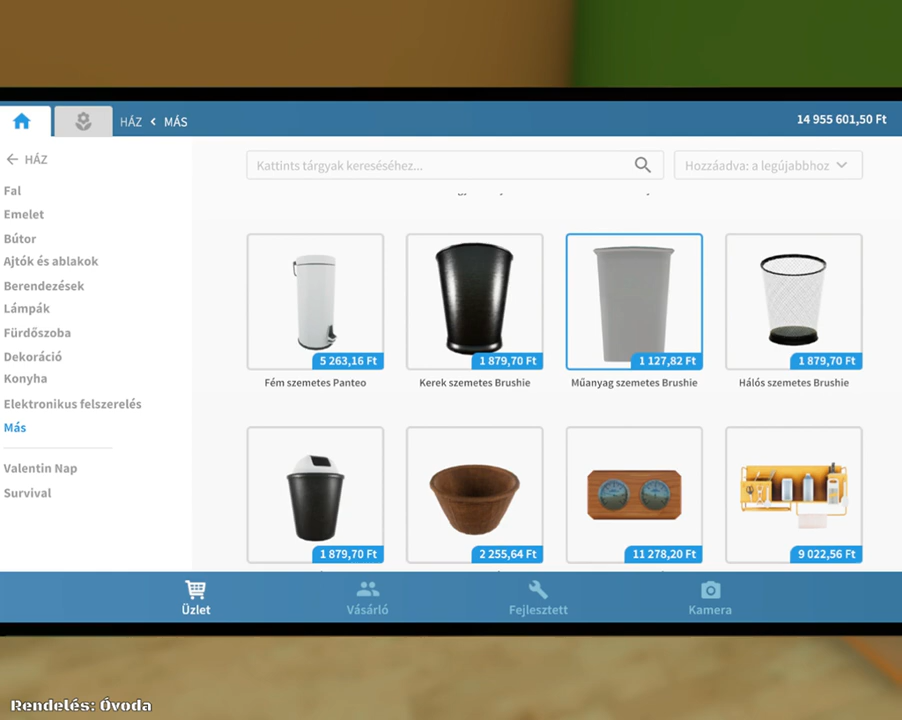 HÁZ < MÁS
14 955 601,50 Ft
← HÁZ
Kattints tárgyak kereséséhez...
Hozzáadva: a legújabbhoz
Fal
Emelet
Bútor
Ajtók és ablakok
Berendezések
Lámpák
Fürdőszoba
Dekoráció
Konyha
Elektronikus felszerelés
Más
Valentin Nap
Survival
5 263,16 Ft
1 879,70 Ft
1 127,82 Ft
1 879,70 Ft
Fém szemetes Panteo
Kerek szemetes Brushie
Műanyag szemetes Brushie
Hálós szemetes Brushie
1 879,70 Ft
2 255,64 Ft
11 278,20 Ft
9 022,56 Ft
Üzlet
Vásárló
Fejlesztett
Kamera
Rendelés: Óvoda